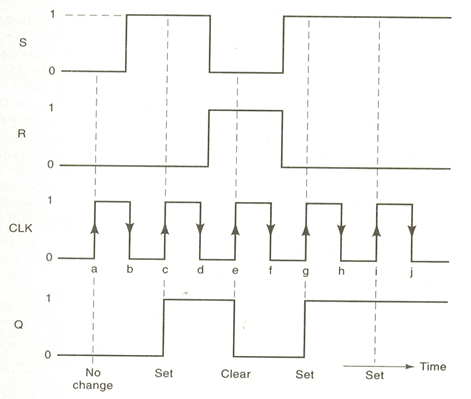 1
S
0
1
R
0
1
CLK
0
a b c d e f g h i j
1
Q
0
Time
No change Set Clear Set Set